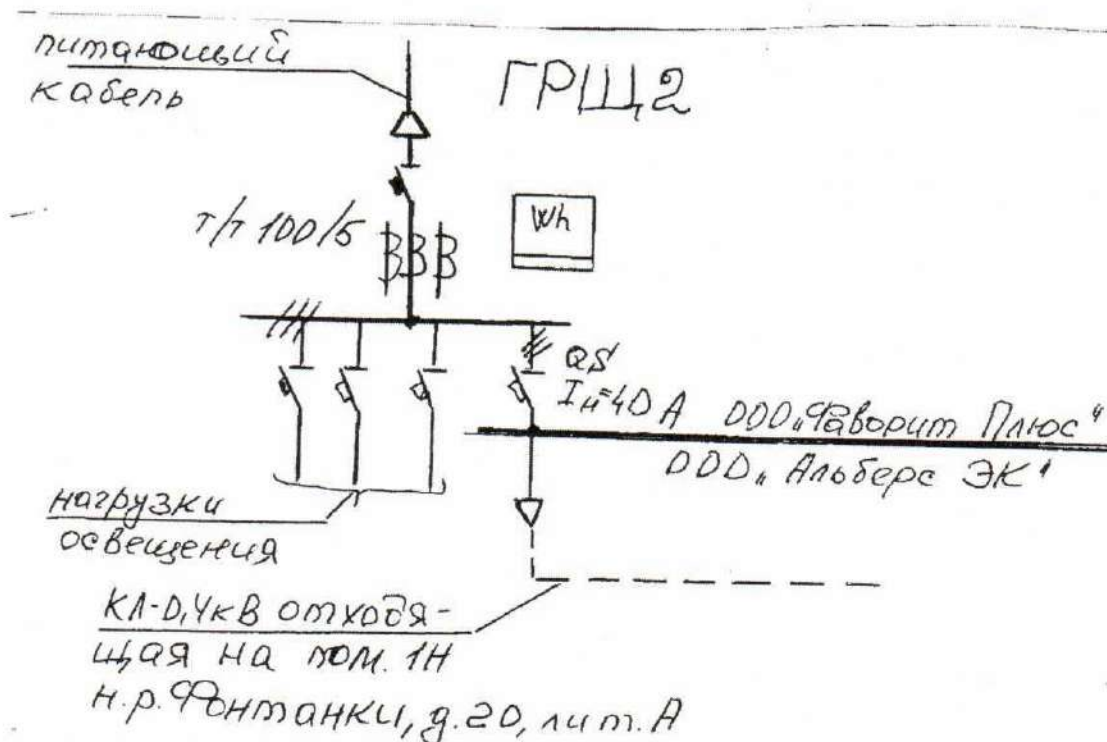 питающий
кабель
ГРЩ2
Wh
т/т 100/5
QS
Iн=40 А
ООО „Фаворит Плюс“
ООО „Альберс ЭК“
нагрузки
освещения
КЛ-0,4кВ отходя-
щая на пом. 1Н
н.р.Фонтанки, д.20, лит.А